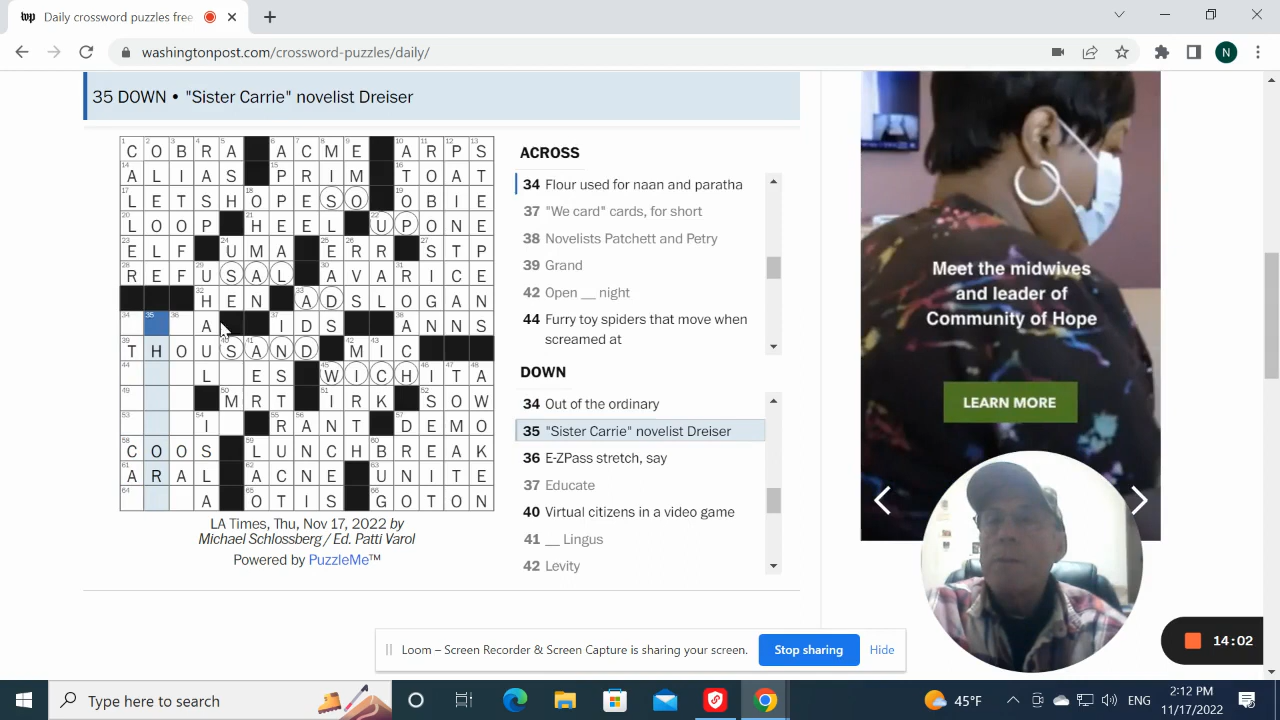 Daily crossword puzzles free
washingtonpost.com/crossword-puzzles/daily/
N
35 DOWN • "Sister Carrie" novelist Dreiser
C O B R A A C M E A R P S
A L I A S P R I M T O A T
L E T S H O P E S O O B I E
L O O P H E E L U P O N E
E L F U M A E R R S T P
R E F U S A L A V A R I C E
H E N A D S L O G A N
A I D S A N N S
T H O U S A N D M I C
L E S W I C H I T A
M R T I R K S O W
I R A N T D E M O
C O O S L U N C H B R E A K
A R A L A C N E U N I T E
A O T I S G O T O N
LA Times, Thu, Nov 17, 2022 by
Michael Schlossberg / Ed. Patti Varol
Powered by PuzzleMe™
ACROSS
34 Flour used for naan and paratha
37 "We card" cards, for short
38 Novelists Patchett and Petry
39 Grand
42 Open __ night
44 Furry toy spiders that move when
screamed at
DOWN
34 Out of the ordinary
35 "Sister Carrie" novelist Dreiser
36 E-ZPass stretch, say
37 Educate
40 Virtual citizens in a video game
41 __ Lingus
42 Levity
Meet the midwives
and leader of
Community of Hope
LEARN MORE
14:02
Loom – Screen Recorder & Screen Capture is sharing your screen.
Stop sharing
Hide
Type here to search
45°F
ENG
2:12 PM
11/17/2022